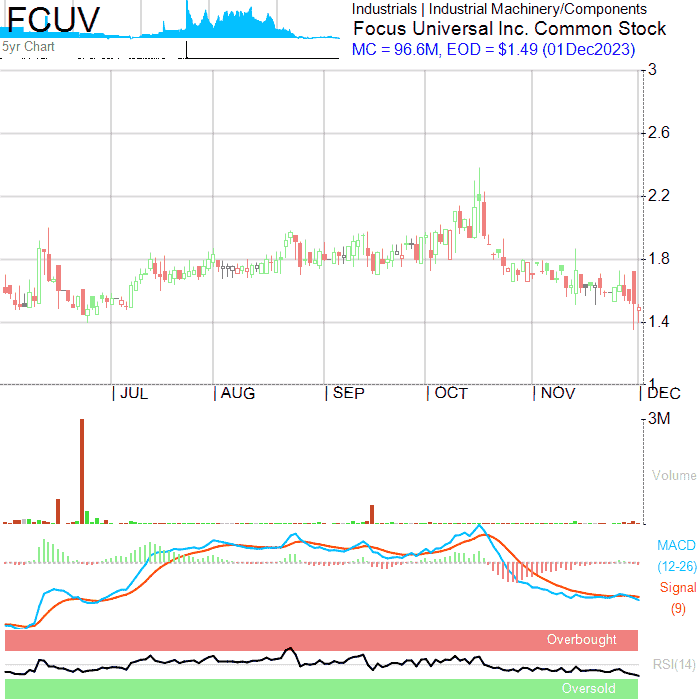 FCUV
5yr Chart
Industrials | Industrial Machinery/Components
Focus Universal Inc. Common Stock
MC = 96.6M, EOD = $1.49 (01Dec2023)
3
2.6
2.2
1.8
1.4
1
JUL
AUG
SEP
OCT
NOV
DEC
3M
Volume
MACD
(12-26)
Signal
(9)
Overbought
RSI(14)
Oversold